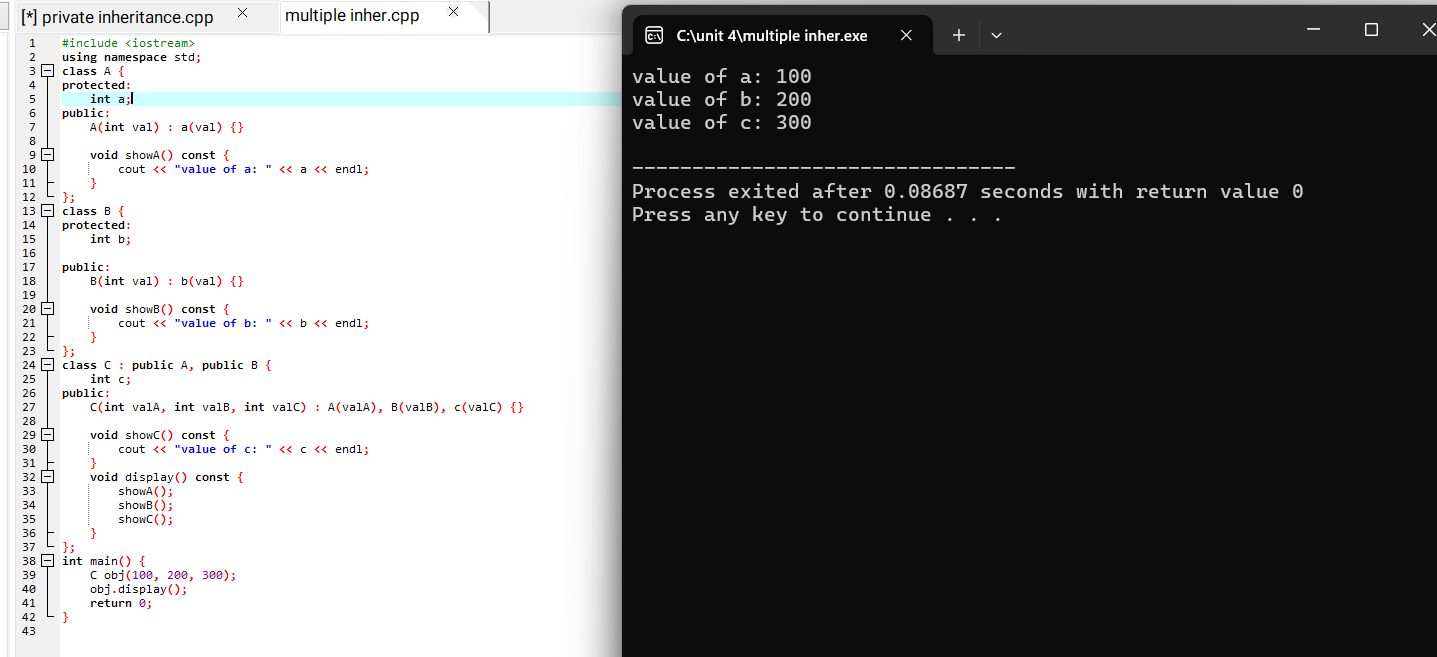 [*] private inheritance.cpp
multiple inher.cpp
1 #include <iostream>
2 using namespace std;
3 class A {
4 protected:
5     int a;
6 public:
7     A(int val) : a(val) {}
8
9     void showA() const {
10         cout << "value of a: " << a << endl;
11     }
12 };
13 class B {
14 protected:
15     int b;
16
17 public:
18     B(int val) : b(val) {}
19
20     void showB() const {
21         cout << "value of b: " << b << endl;
22     }
23 };
24 class C : public A, public B {
25     int c;
26 public:
27     C(int valA, int valB, int valC) : A(valA), B(valB), c(valC) {}
28
29     void showC() const {
30         cout << "value of c: " << c << endl;
31     }
32     void display() const {
33         showA();
34         showB();
35         showC();
36     }
37 };
38 int main() {
39     C obj(100, 200, 300);
40     obj.display();
41     return 0;
42 }
43
C:\unit 4\multiple inher.exe
value of a: 100
value of b: 200
value of c: 300
--------------------------------
Process exited after 0.08687 seconds with return value 0
Press any key to continue . . .